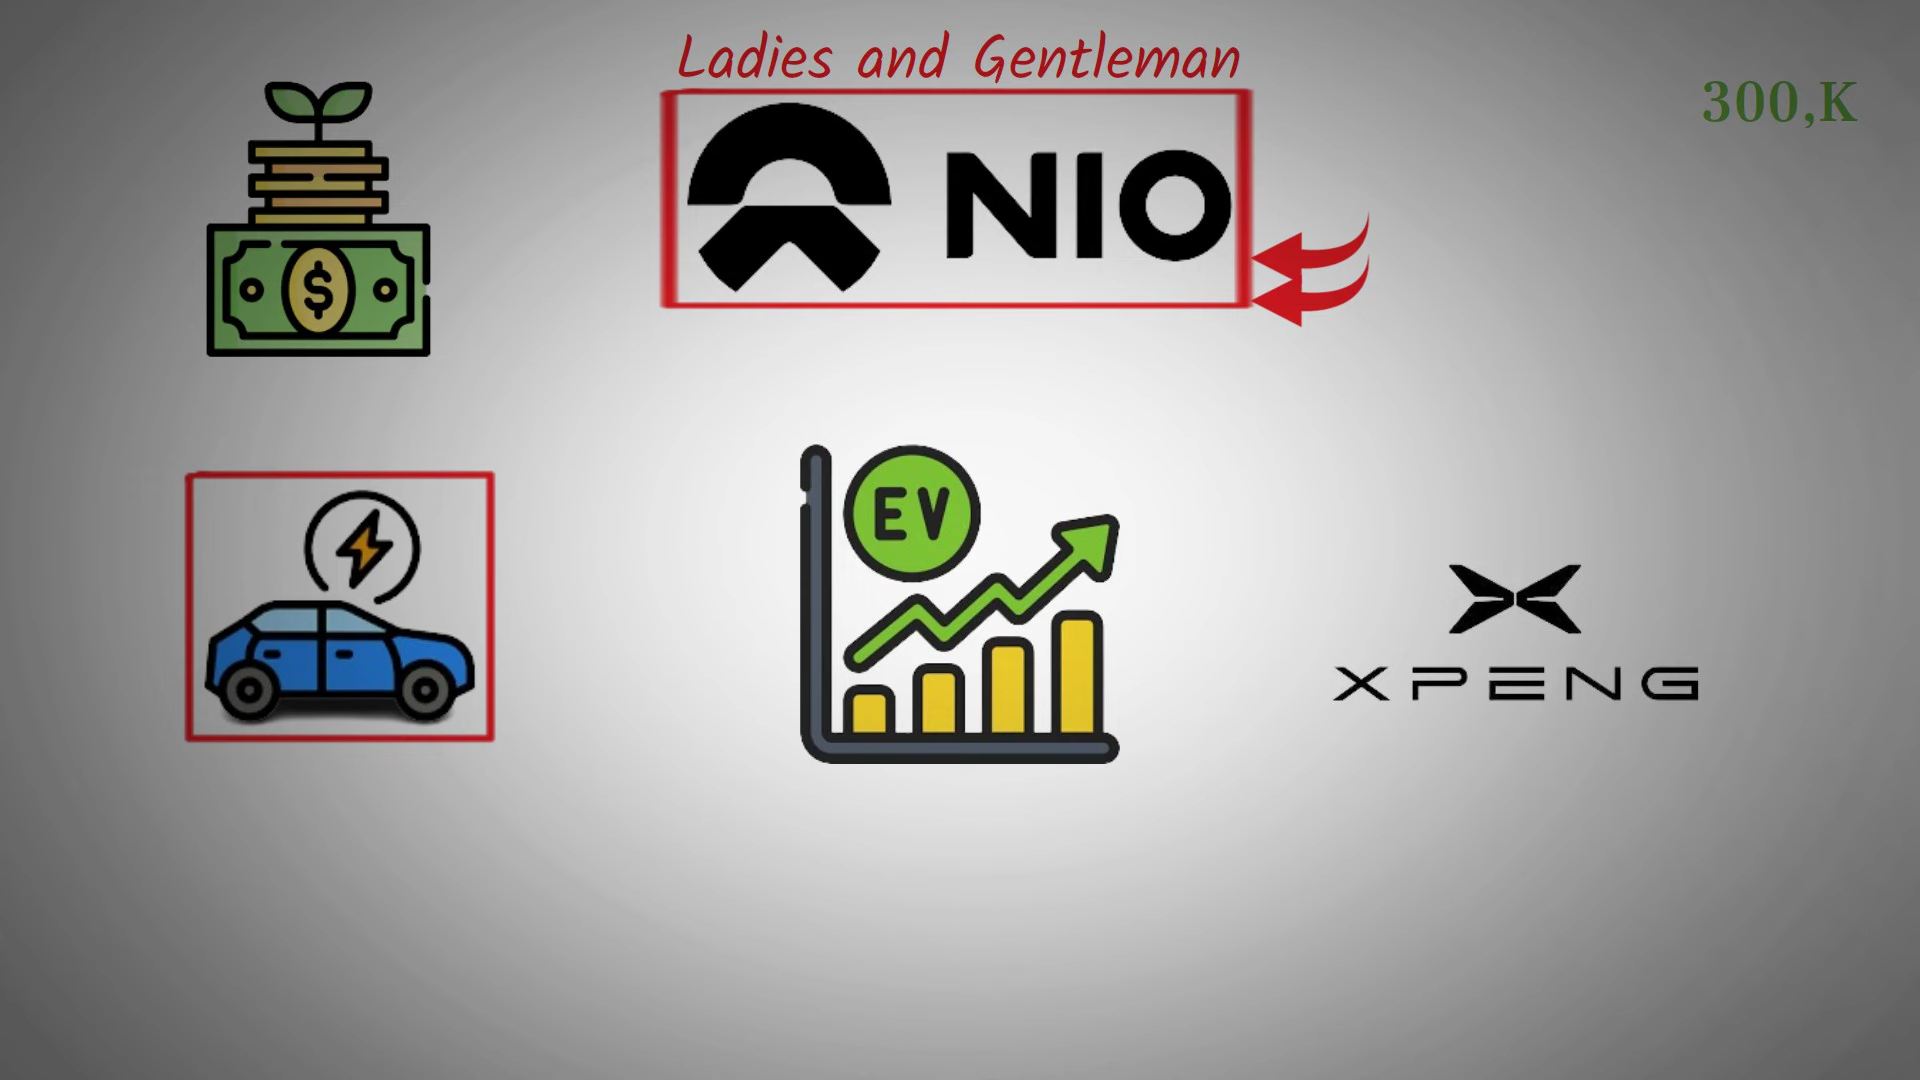 Ladies and Gentleman
300,K
NIO
$
EV
XPENG